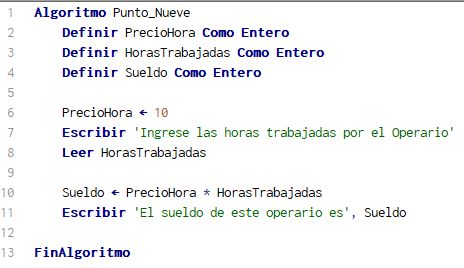 1 Algoritmo Punto_Nueve
2 Definir PrecioHora Como Entero
3 Definir HorasTrabajadas Como Entero
4 Definir Sueldo Como Entero
5
6 PrecioHora ← 10
7 Escribir 'Ingrese las horas trabajadas por el Operario'
8 Leer HorasTrabajadas
9
10 Sueldo ← PrecioHora * HorasTrabajadas
11 Escribir 'El sueldo de este operario es', Sueldo
12
13 FinAlgoritmo